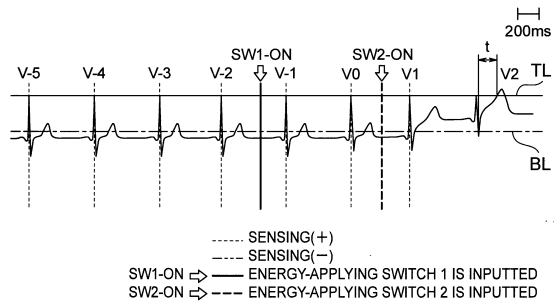 200ms
SW1-ON SW2-ON t
V-5 V-4 V-3 V-2 V-1 V0 V1 V2 TL
BL
SENSING(+)
SENSING(−)
SW1-ON ENERGY-APPLYING SWITCH 1 IS INPUTTED
SW2-ON ENERGY-APPLYING SWITCH 2 IS INPUTTED